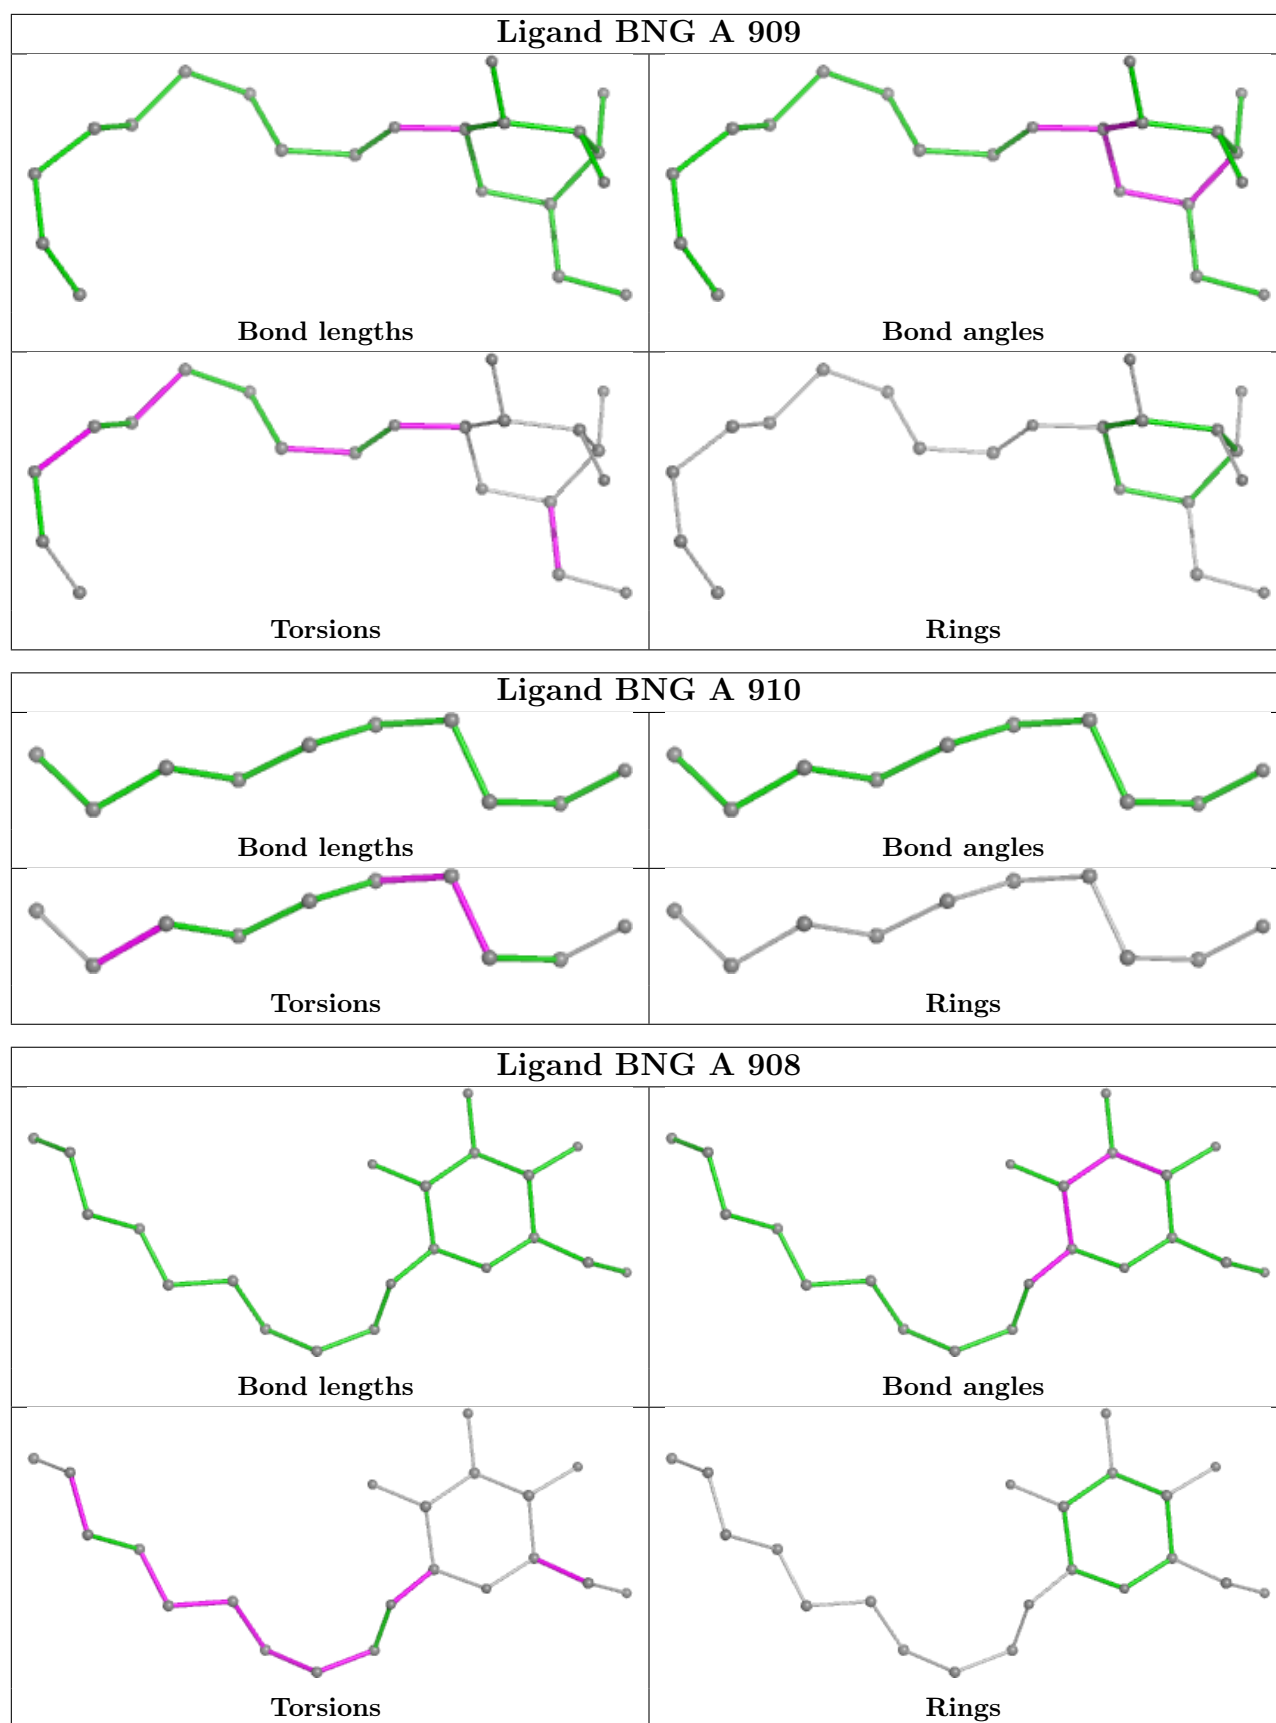 Ligand BNG A 909
Bond lengths
Bond angles
Torsions
Rings
Ligand BNG A 910
Bond lengths
Bond angles
Torsions
Rings
Ligand BNG A 908
Bond lengths
Bond angles
Torsions
Rings